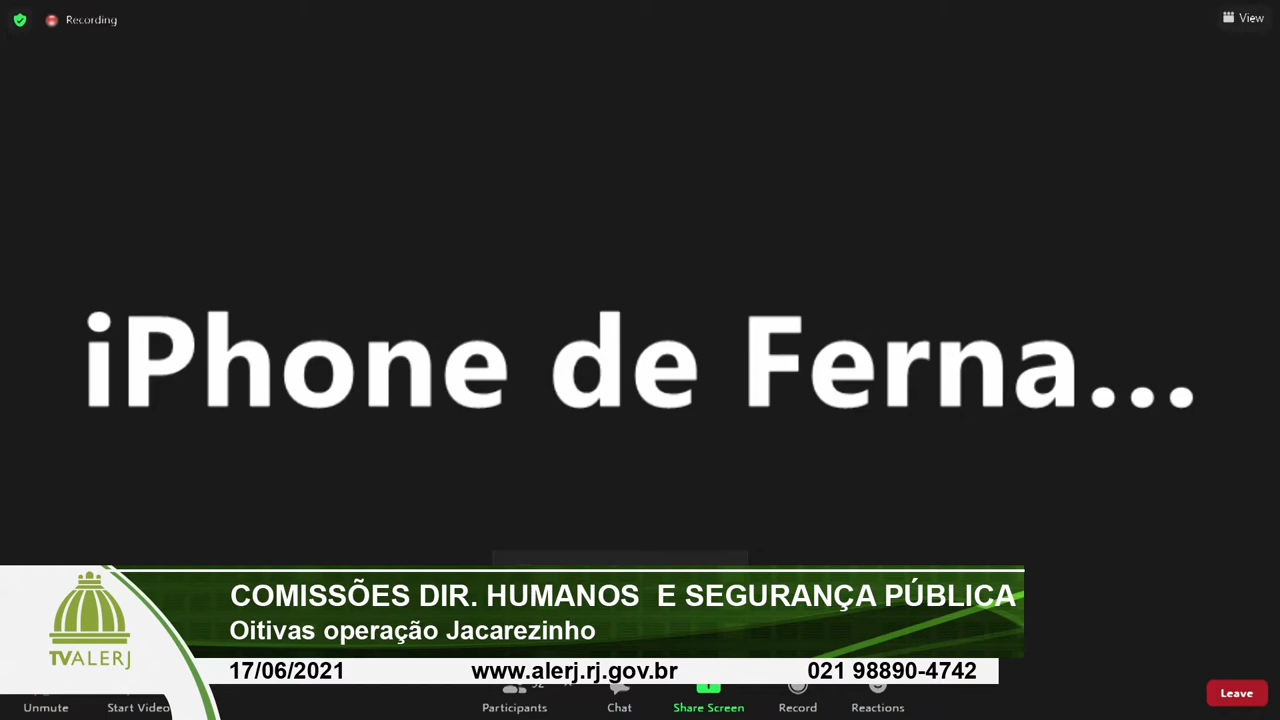 Recording
View
iPhone de Ferna...
COMISSÕES DIR. HUMANOS E SEGURANÇA PÚBLICA
Oitivas operação Jacarezinho
TVALERJ
17/06/2021 www.alerj.rj.gov.br 021 98890-4742
Unmute Start Video Participants Chat Share Screen Record Reactions Leave